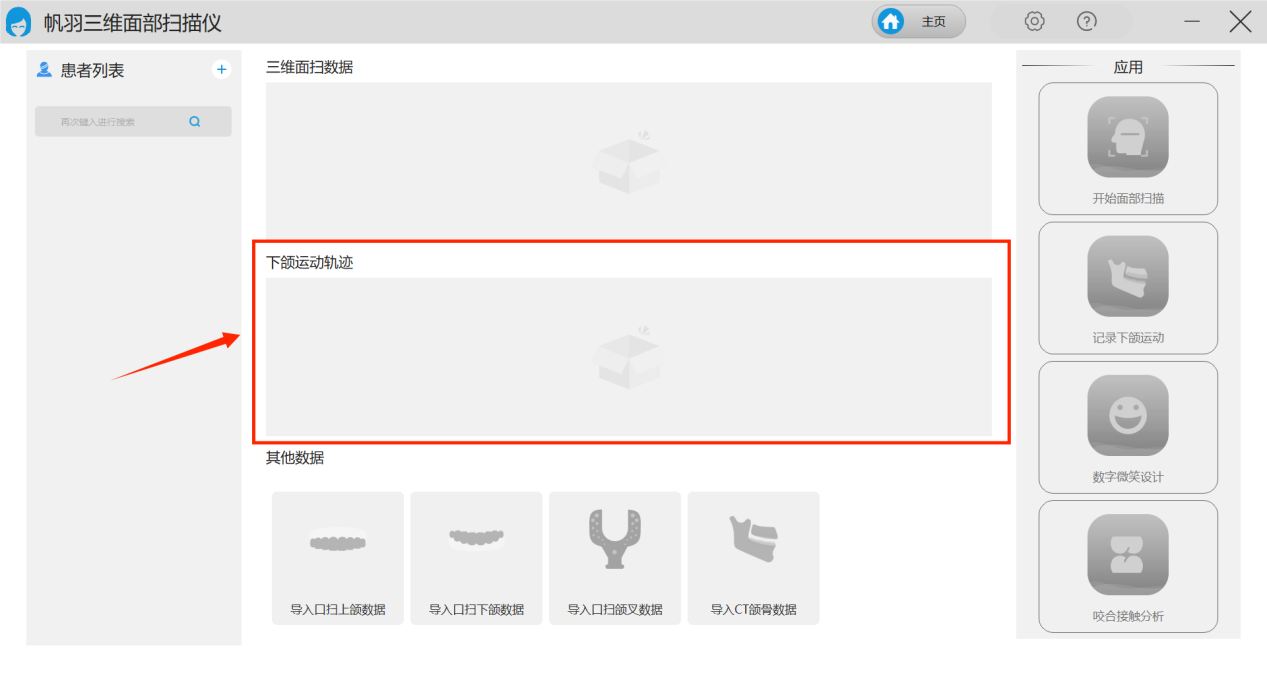 帆羽三维面部扫描仪
主页
患者列表
再次键入进行搜索
三维面扫数据
下颌运动轨迹
其他数据
导入口扫上颌数据
导入口扫下颌数据
导入口扫颌叉数据
导入CT颌骨数据
应用
开始面部扫描
记录下颌运动
数字微笑设计
咬合接触分析